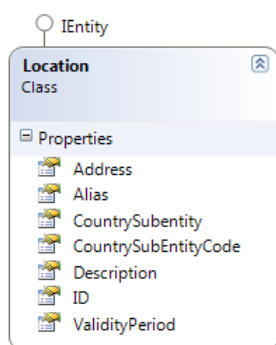 IEntity
Location
Class
Properties
Address
Alias
CountrySubentity
CountrySubEntityCode
Description
ID
ValidityPeriod